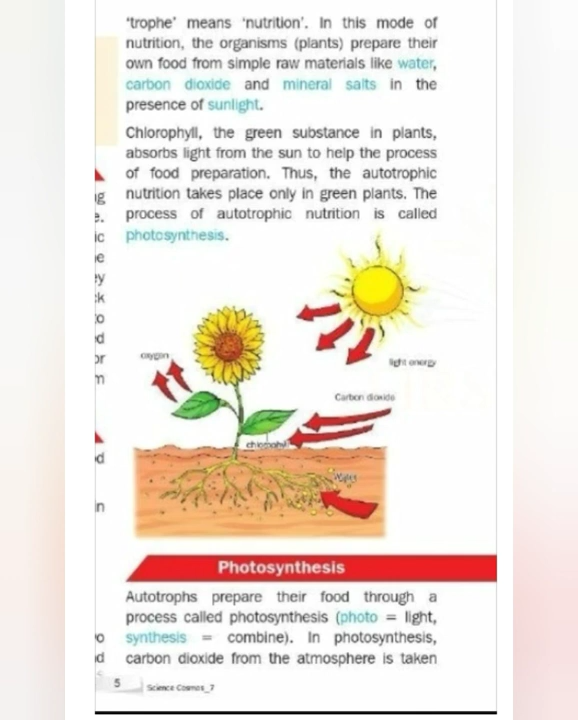 'trophe' means 'nutrition'. In this mode of
nutrition, the organisms (plants) prepare their
own food from simple raw materials like water,
carbon dioxide and mineral salts in the
presence of sunlight.
Chlorophyll, the green substance in plants,
absorbs light from the sun to help the process
of food preparation. Thus, the autotrophic
nutrition takes place only in green plants. The
process of autotrophic nutrition is called
photosynthesis.
oxygen
light energy
Carbon dioxide
chlorophyll
Water
Photosynthesis
Autotrophs prepare their food through a
process called photosynthesis (photo = light,
synthesis = combine). In photosynthesis,
carbon dioxide from the atmosphere is taken
5
Science Cosmos_7